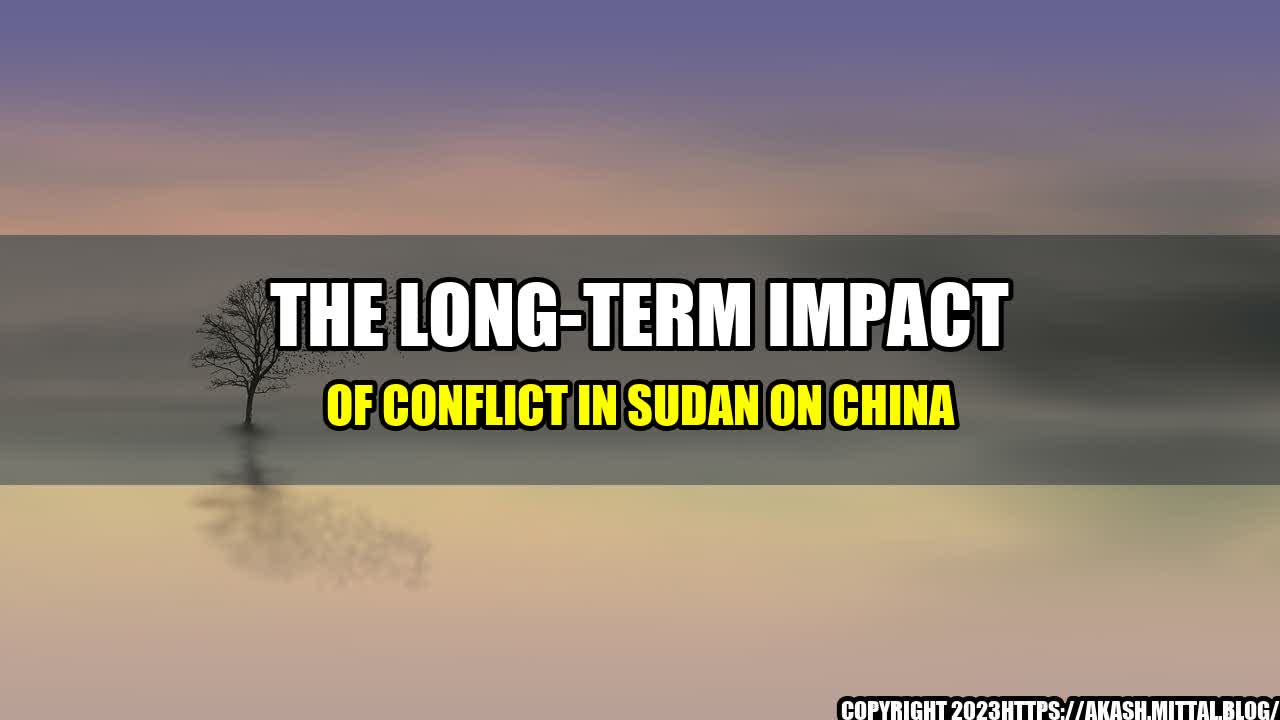 THE LONG-TERM IMPACT
OF CONFLICT IN SUDAN ON CHINA
COPYRIGHT 2023HTTPS://AKASH.MITTAL.BLOG/